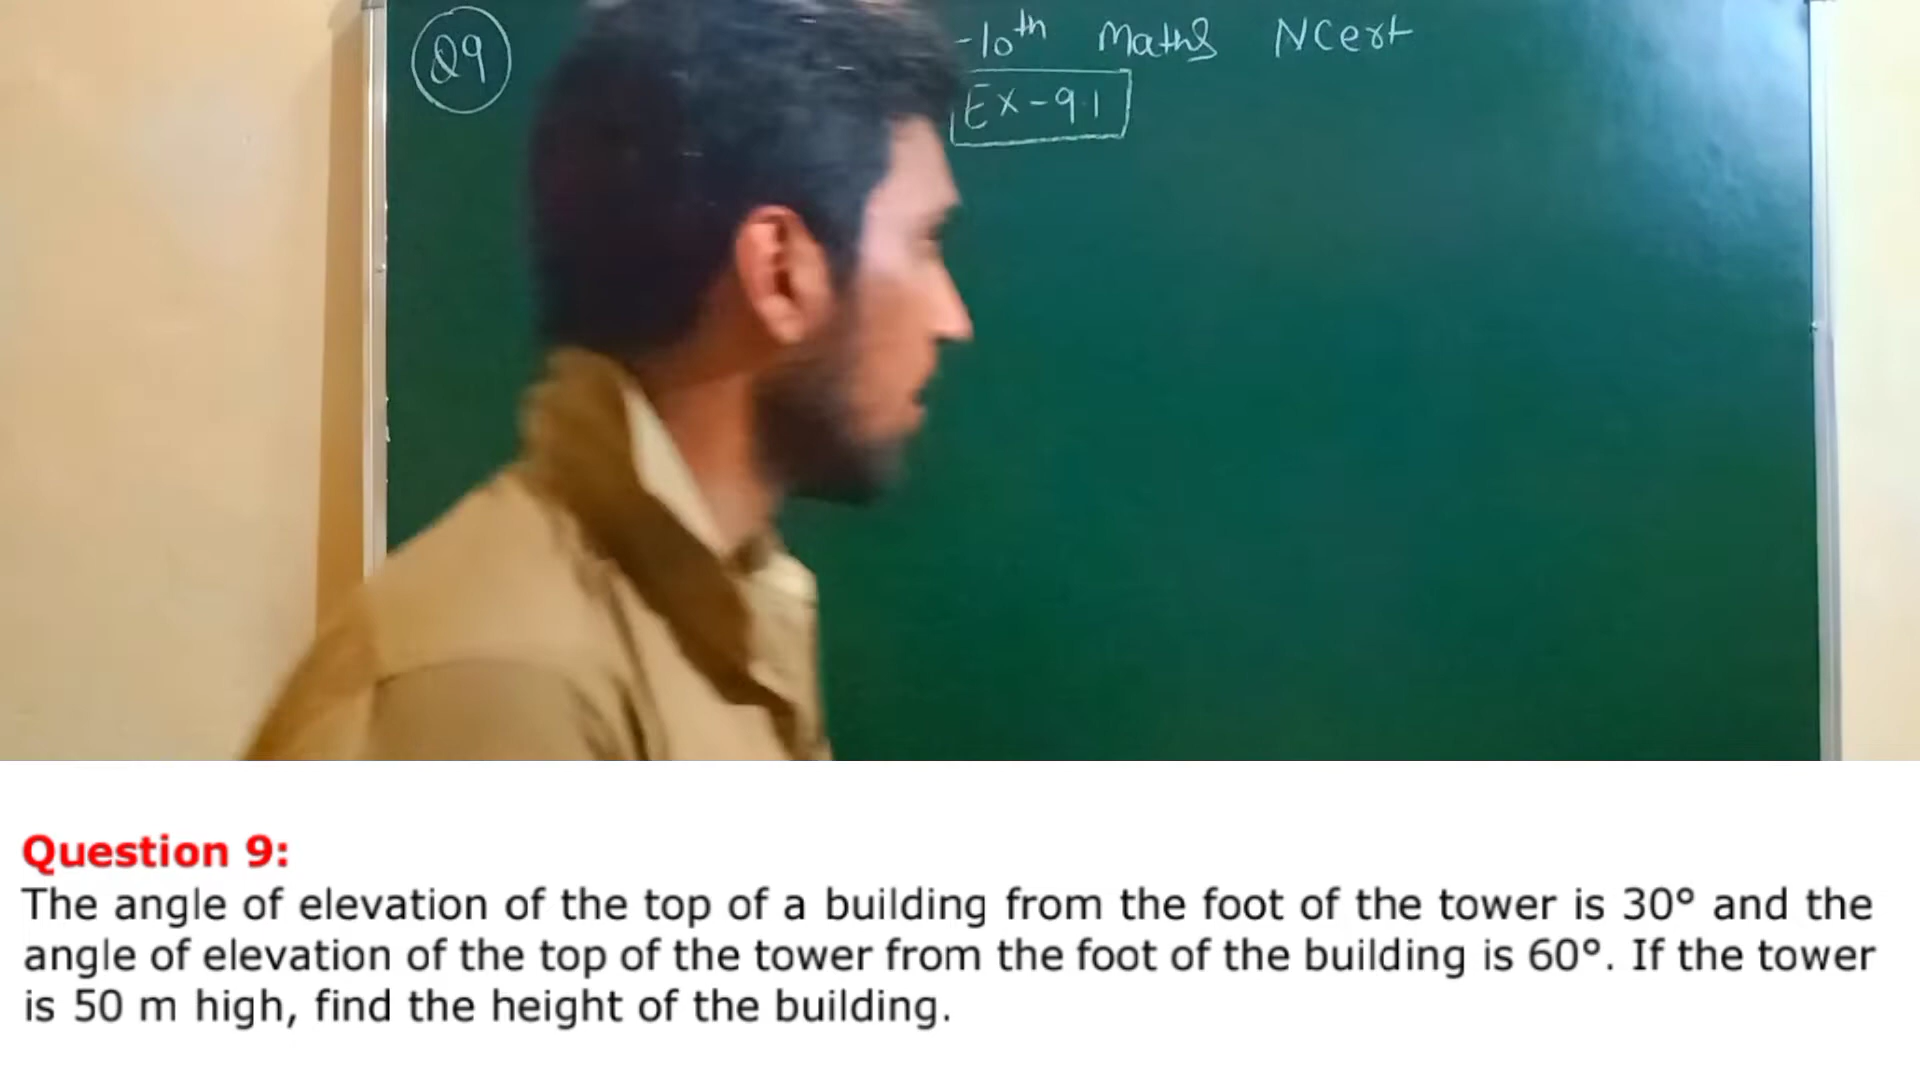 Q9
-10th Maths NCert
Ex-9.1
Question 9:
The angle of elevation of the top of a building from the foot of the tower is 30° and the
angle of elevation of the top of the tower from the foot of the building is 60°. If the tower
is 50 m high, find the height of the building.